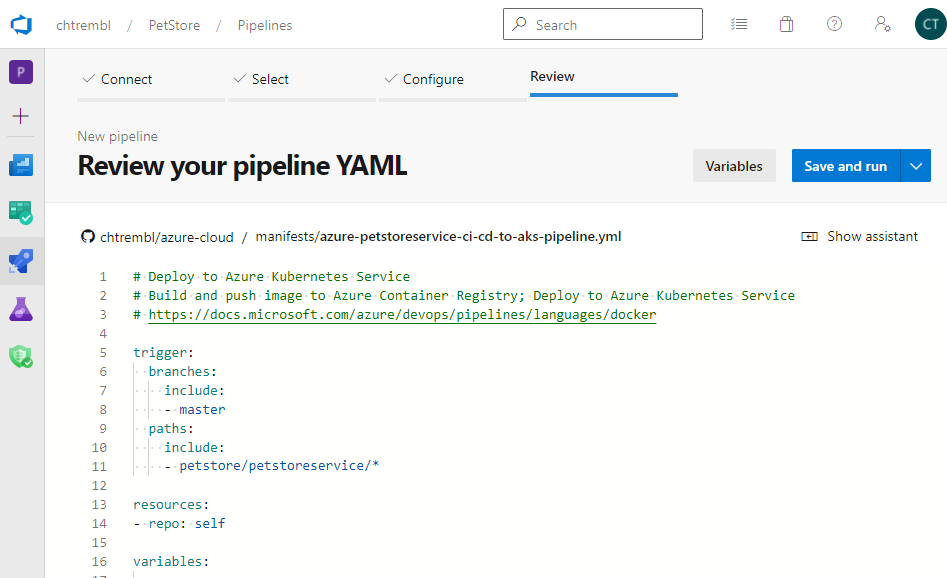 chtrembl / PetStore / Pipelines
Search
CT
P
Connect
Select
Configure
Review
New pipeline
Review your pipeline YAML
Variables
Save and run
chtrembl/azure-cloud / manifests/azure-petstoreservice-ci-cd-to-aks-pipeline.yml
Show assistant
1 # Deploy to Azure Kubernetes Service
2 # Build and push image to Azure Container Registry; Deploy to Azure Kubernetes Service
3 # https://docs.microsoft.com/azure/devops/pipelines/languages/docker
4
5 trigger:
6   branches:
7     include:
8     - master
9   paths:
10     include:
11     - petstore/petstoreservice/*
12
13 resources:
14 - repo: self
15
16 variables: